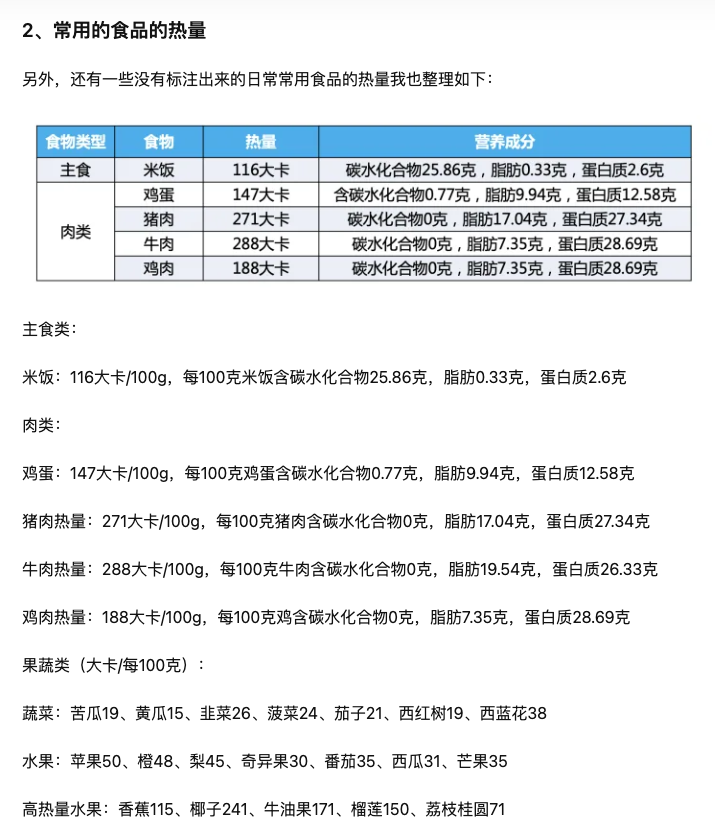 2、常用的食品的热量
另外，还有一些没有标注出来的日常常用食品的热量我也整理如下：
食物类型 食物 热量 营养成分
主食 米饭 116大卡 碳水化合物25.86克，脂肪0.33克，蛋白质2.6克
肉类 鸡蛋 147大卡 含碳水化合物0.77克，脂肪9.94克，蛋白质12.58克
猪肉 271大卡 碳水化合物0克，脂肪17.04克，蛋白质27.34克
牛肉 288大卡 碳水化合物0克，脂肪7.35克，蛋白质28.69克
鸡肉 188大卡 碳水化合物0克，脂肪7.35克，蛋白质28.69克
主食类：
米饭：116大卡/100g，每100克米饭含碳水化合物25.86克，脂肪0.33克，蛋白质2.6克
肉类：
鸡蛋：147大卡/100g，每100克鸡蛋含碳水化合物0.77克，脂肪9.94克，蛋白质12.58克
猪肉热量：271大卡/100g，每100克猪肉含碳水化合物0克，脂肪17.04克，蛋白质27.34克
牛肉热量：288大卡/100g，每100克牛肉含碳水化合物0克，脂肪19.54克，蛋白质26.33克
鸡肉热量：188大卡/100g，每100克鸡含碳水化合物0克，脂肪7.35克，蛋白质28.69克
果蔬类（大卡/每100克）：
蔬菜：苦瓜19、黄瓜15、韭菜26、菠菜24、茄子21、西红树19、西蓝花38
水果：苹果50、橙48、梨45、奇异果30、番茄35、西瓜31、芒果35
高热量水果：香蕉115、椰子241、牛油果171、榴莲150、荔枝桂圆71